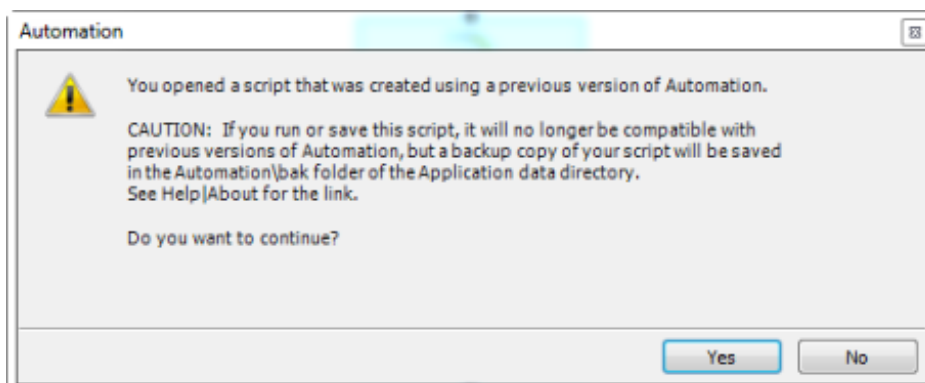 Automation
You opened a script that was created using a previous version of Automation.
CAUTION: If you run or save this script, it will no longer be compatible with
previous versions of Automation, but a backup copy of your script will be saved
in the Automation\bak folder of the Application data directory.
See Help|About for the link.
Do you want to continue?
Yes No